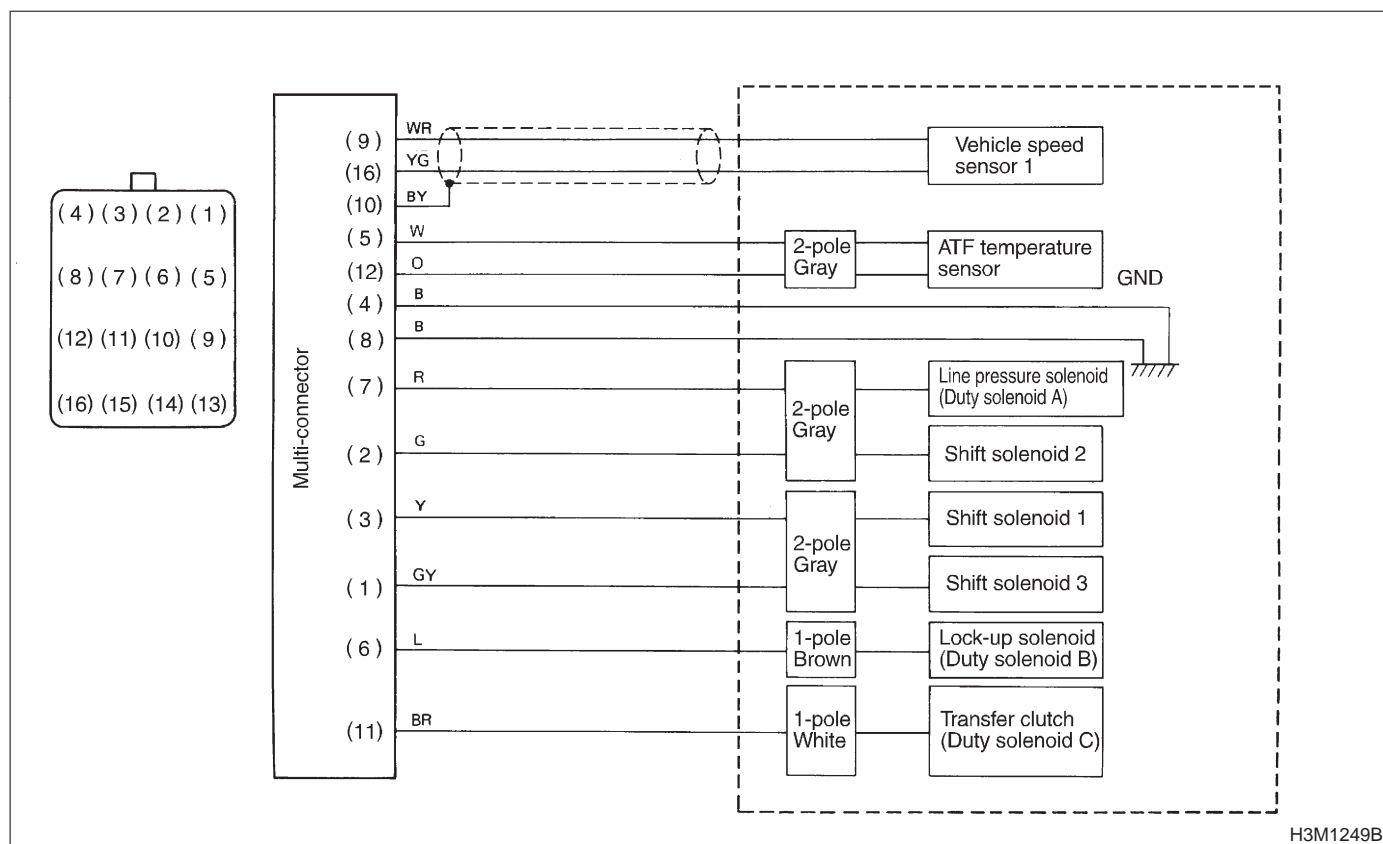 (4) (3) (2) (1)
(8) (7) (6) (5)
(12) (11) (10) (9)
(16) (15) (14) (13)
Multi-connector
(9) WR
(16) YG
(10) BY
(5) W
(12) O
(4) B
(8) B
(7) R
(2) G
(3) Y
(1) GY
(6) L
(11) BR
Vehicle speed
sensor 1
2-pole
Gray
ATF temperature
sensor
GND
2-pole
Gray
Line pressure solenoid
(Duty solenoid A)
Shift solenoid 2
2-pole
Gray
Shift solenoid 1
Shift solenoid 3
1-pole
Brown
Lock-up solenoid
(Duty solenoid B)
1-pole
White
Transfer clutch
(Duty solenoid C)
H3M1249B